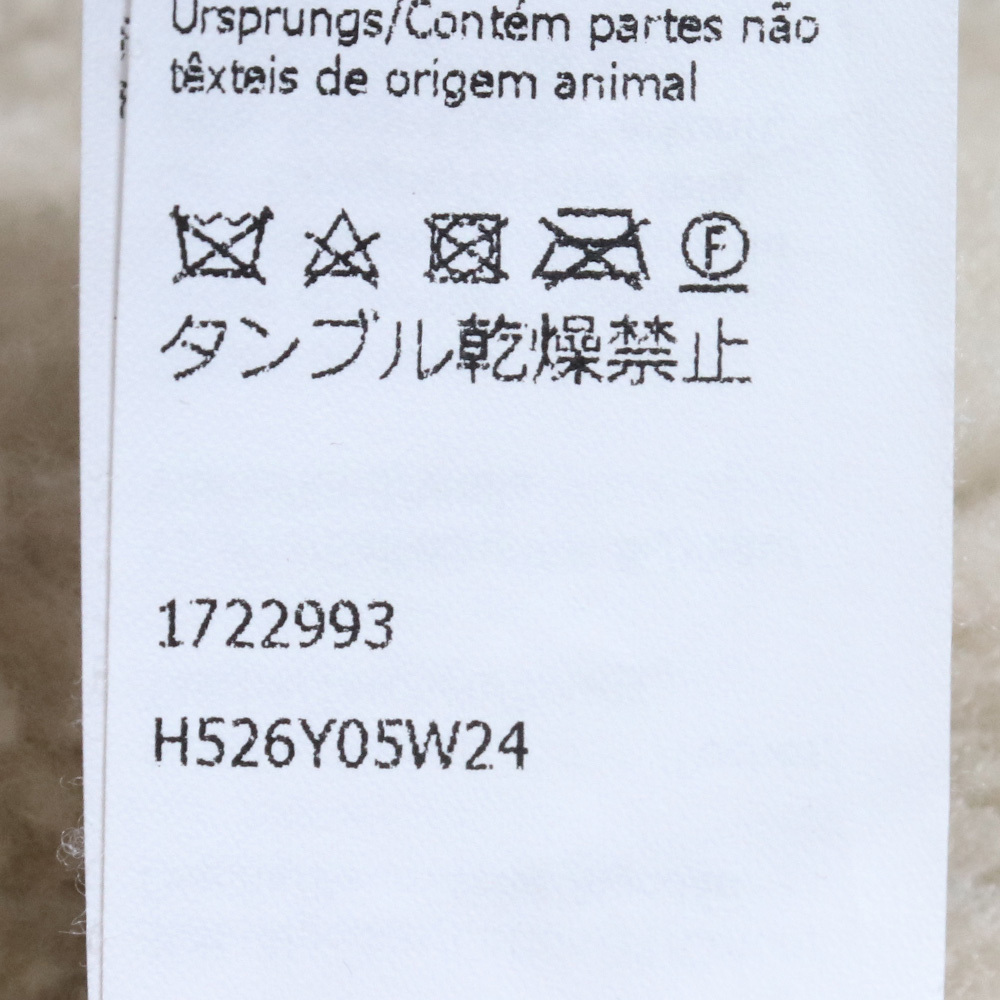 Ursprungs/Contém partes não
têxteis de origem animal
F
タンブル乾燥禁止
1722993
H526Y05W24